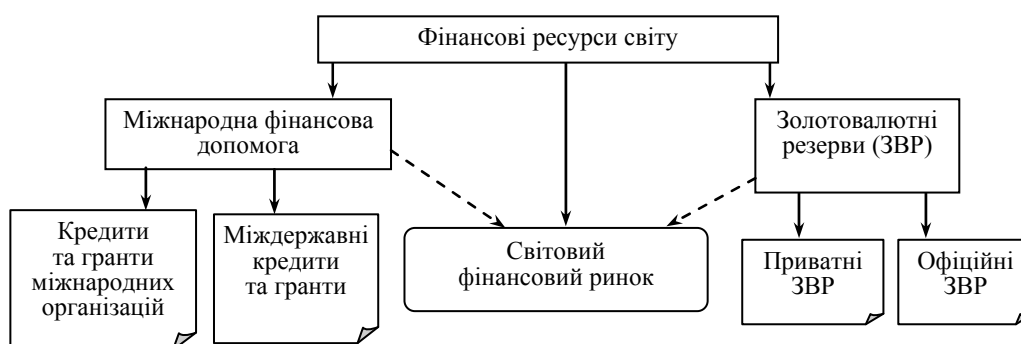 Фінансові ресурси світу
Міжнародна фінансова
допомога
Золотовалютні
резерви (ЗВР)
Кредити
та гранти
міжнародних
організацій
Міждержавні
кредити
та гранти
Світовий
фінансовий ринок
Приватні
ЗВР
Офіційні
ЗВР